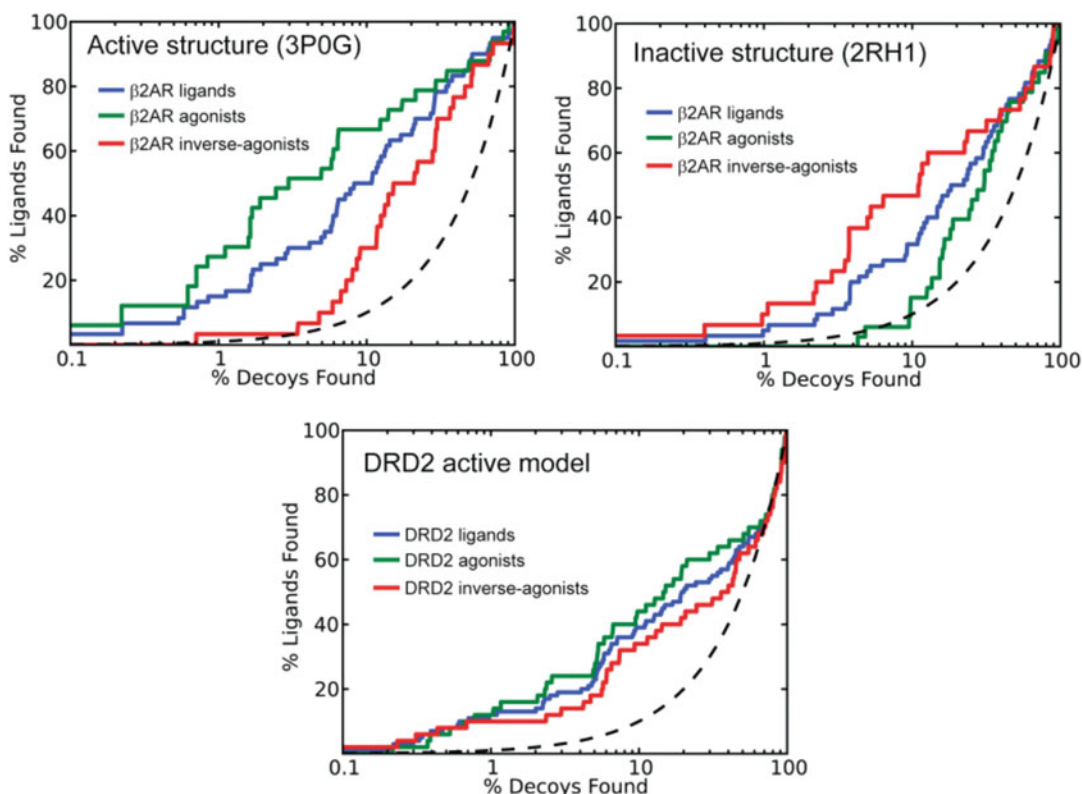 Active structure (3P0G)
β2AR ligands
β2AR agonists
β2AR inverse-agonists
% Ligands Found
100
80
60
40
20
0.1 1 10 100
% Decoys Found
Inactive structure (2RH1)
β2AR ligands
β2AR agonists
β2AR inverse-agonists
% Ligands Found
100
80
60
40
20
0.1 1 10 100
% Decoys Found
DRD2 active model
DRD2 ligands
DRD2 agonists
DRD2 inverse-agonists
% Ligands Found
100
80
60
40
20
0.1 1 10 100
% Decoys Found